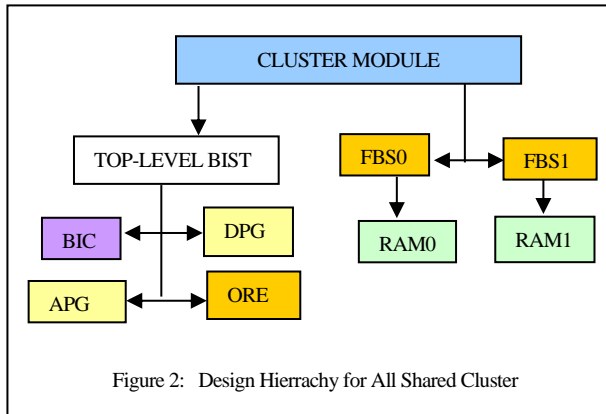 CLUSTER MODULE
TOP-LEVEL BIST
FBS0
FBS1
BIC
DPG
RAM0
RAM1
APG
ORE
Figure 2: Design Hierrachy for All Shared Cluster